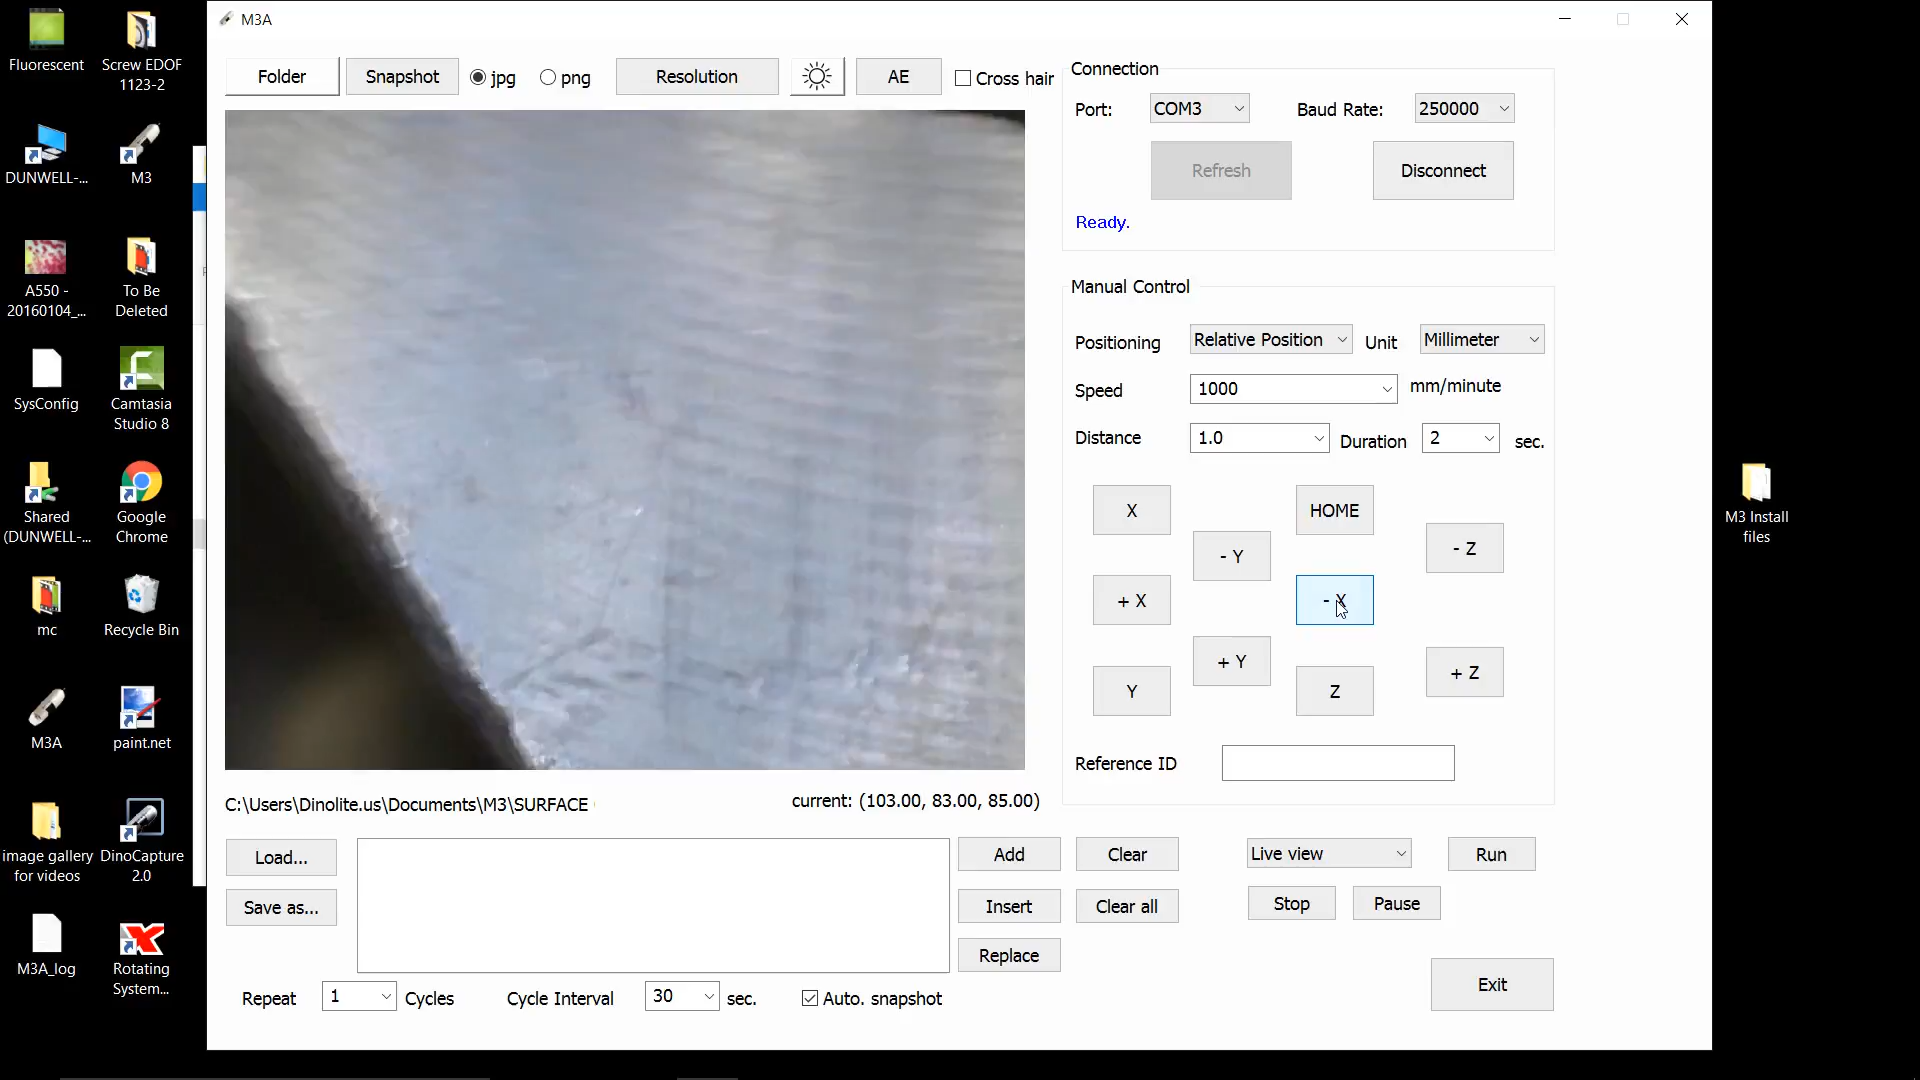 M3A
Folder
Snapshot
jpg
png
Resolution
AE
Cross hair
Connection
Port:
COM3
Baud Rate:
250000
Refresh
Disconnect
Ready.
Manual Control
Positioning
Relative Position
Unit
Millimeter
Speed
1000
mm/minute
Distance
1.0
Duration
2
sec.
X
HOME
- Y
- Z
+ X
- X
+ Y
+ Z
Y
Z
Reference ID
C:\Users\Dinolite.us\Documents\M3\SURFACE
current: (103.00, 83.00, 85.00)
Load...
Save as...
Add
Clear
Insert
Clear all
Replace
Live view
Run
Stop
Pause
Exit
Repeat
1
Cycles
Cycle Interval
30
sec.
Auto. snapshot
Fluorescent
Screw EDOF
1123-2
DUNWELL-...
M3
A550 -
20160104_...
To Be
Deleted
SysConfig
Camtasia
Studio 8
Shared
(DUNWELL-...
Google
Chrome
mc
Recycle Bin
M3A
paint.net
image gallery
for videos
DinoCapture
2.0
M3A_log
Rotating
System...
M3 Install
files